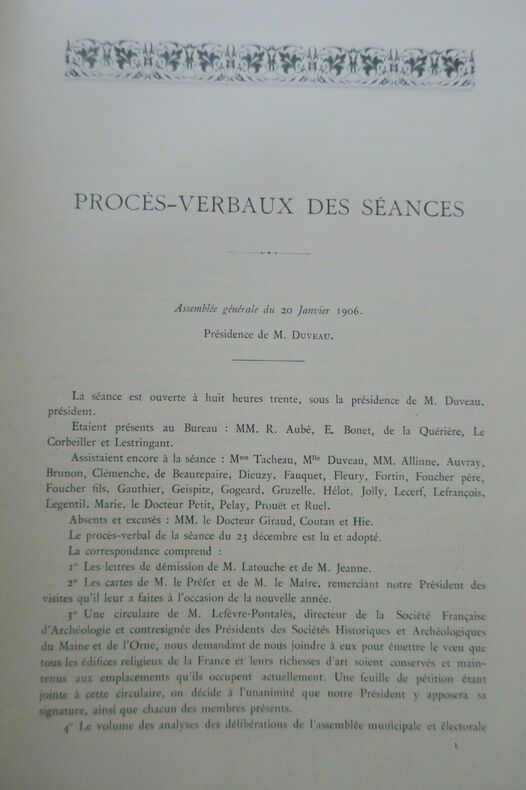 PROCÈS-VERBAUX DES SÉANCES
Assemblée générale du 20 Janvier 1906.
Présidence de M. DUVEAU.
La séance est ouverte à huit heures trente, sous la présidence de M. Duveau,
président.
Etaient présents au Bureau : MM. R. Aubé, E. Bonet, de la Quérière, Le
Corbeiller et Lestringant.
Assistaient encore à la séance : Mme Tacheau, Mlle Duveau, MM. Allinne, Auvray,
Brunon, Clémenche, de Beaurepaire, Dieuzy, Fauquet, Fleury, Fortin, Foucher père,
Foucher fils, Gauthier, Geispitz, Gogeard, Gruzelle, Hélot, Jolly, Lecerf, Lefrançois,
Legentil, Marie, le Docteur Petit, Pelay, Prouët et Ruel.
Absents et excusés : MM. le Docteur Giraud, Coutan et Hie.
Le procès-verbal de la séance du 23 décembre est lu et adopté.
La correspondance comprend :
1° Les lettres de démission de M. Latouche et de M. Jeanne.
2° Les cartes de M. le Préfet et de M. le Maire, remerciant notre Président des
visites qu'il leur a faites à l'occasion de la nouvelle année.
3° Une circulaire de M. Lefèvre-Pontalès, directeur de la Société Française
d'Archéologie et contresignée des Présidents des Sociétés Historiques et Archéologiques
du Maine et de l'Orne, nous demandant de nous joindre à eux pour émettre le vœu que
tous les édifices religieux de la France et leurs richesses d'art soient conservés et main-
tenus aux emplacements qu'ils occupent actuellement. Une feuille de pétition étant
jointe à cette circulaire, on décide à l'unanimité que notre Président y apposera sa
signature, ainsi que chacun des membres présents.
4° Le volume des analyses des délibérations de l'assemblée municipale et électorale
1